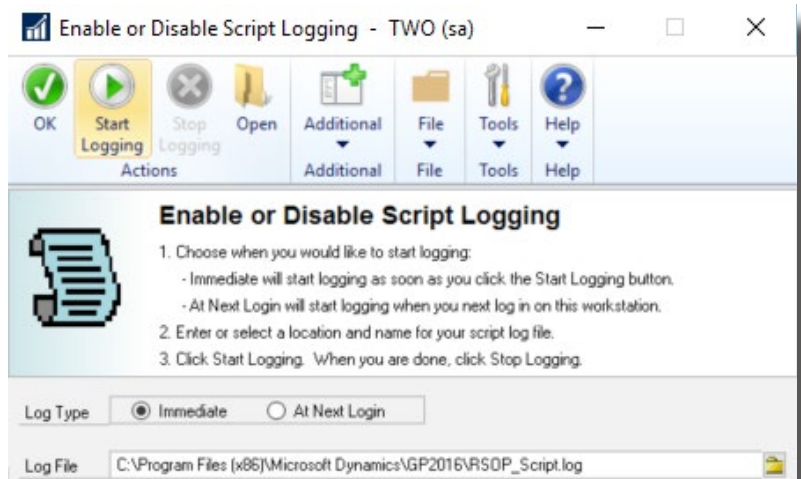 Enable or Disable Script Logging - TWO (sa)
OK Start Logging Stop Logging Open Additional File Tools Help
Actions Additional File Tools Help
Enable or Disable Script Logging
1. Choose when you would like to start logging:
- Immediate will start logging as soon as you click the Start Logging button.
- At Next Login will start logging when you next log in on this workstation.
2. Enter or select a location and name for your script log file.
3. Click Start Logging. When you are done, click Stop Logging.
Log Type Immediate At Next Login
Log File C:\Program Files (x86)\Microsoft Dynamics\GP2016\RSOP_Script.log